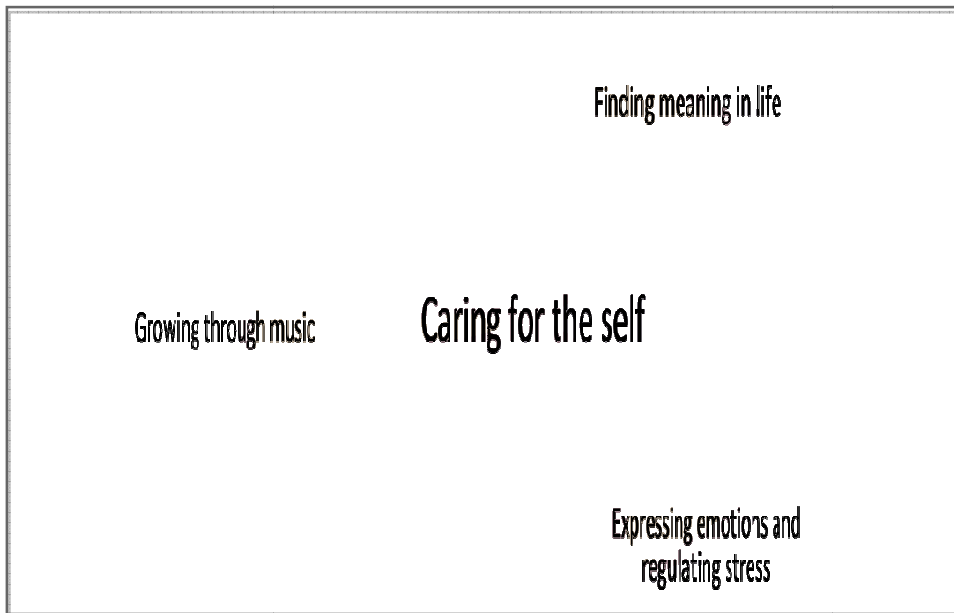 Finding meaning in life
Growing through music
Caring for the self
Expressing emotions and
regulating stress